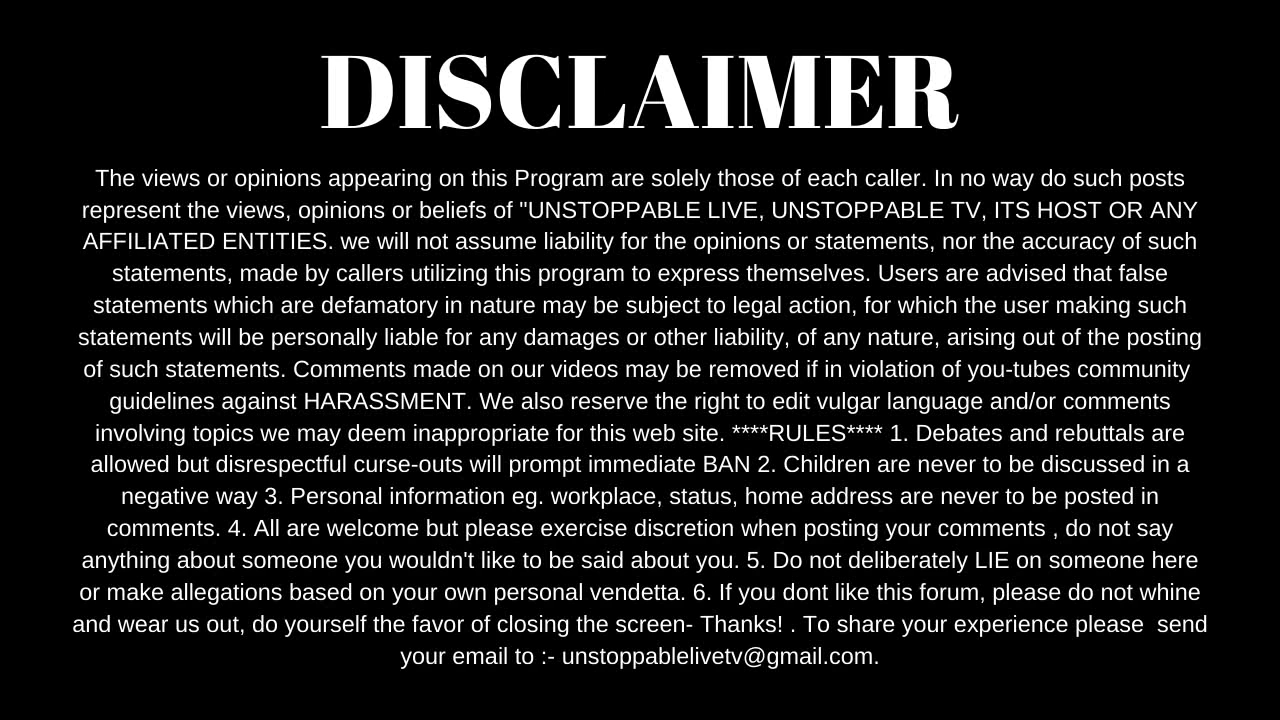 DISCLAIMER
The views or opinions appearing on this Program are solely those of each caller. In no way do such posts
represent the views, opinions or beliefs of "UNSTOPPABLE LIVE, UNSTOPPABLE TV, ITS HOST OR ANY
AFFILIATED ENTITIES. we will not assume liability for the opinions or statements, nor the accuracy of such
statements, made by callers utilizing this program to express themselves. Users are advised that false
statements which are defamatory in nature may be subject to legal action, for which the user making such
statements will be personally liable for any damages or other liability, of any nature, arising out of the posting
of such statements. Comments made on our videos may be removed if in violation of you-tubes community
guidelines against HARASSMENT. We also reserve the right to edit vulgar language and/or comments
involving topics we may deem inappropriate for this web site. ****RULES**** 1. Debates and rebuttals are
allowed but disrespectful curse-outs will prompt immediate BAN 2. Children are never to be discussed in a
negative way 3. Personal information eg. workplace, status, home address are never to be posted in
comments. 4. All are welcome but please exercise discretion when posting your comments , do not say
anything about someone you wouldn't like to be said about you. 5. Do not deliberately LIE on someone here
or make allegations based on your own personal vendetta. 6. If you dont like this forum, please do not whine
and wear us out, do yourself the favor of closing the screen- Thanks! . To share your experience please  send
your email to :- unstoppablelivetv@gmail.com.